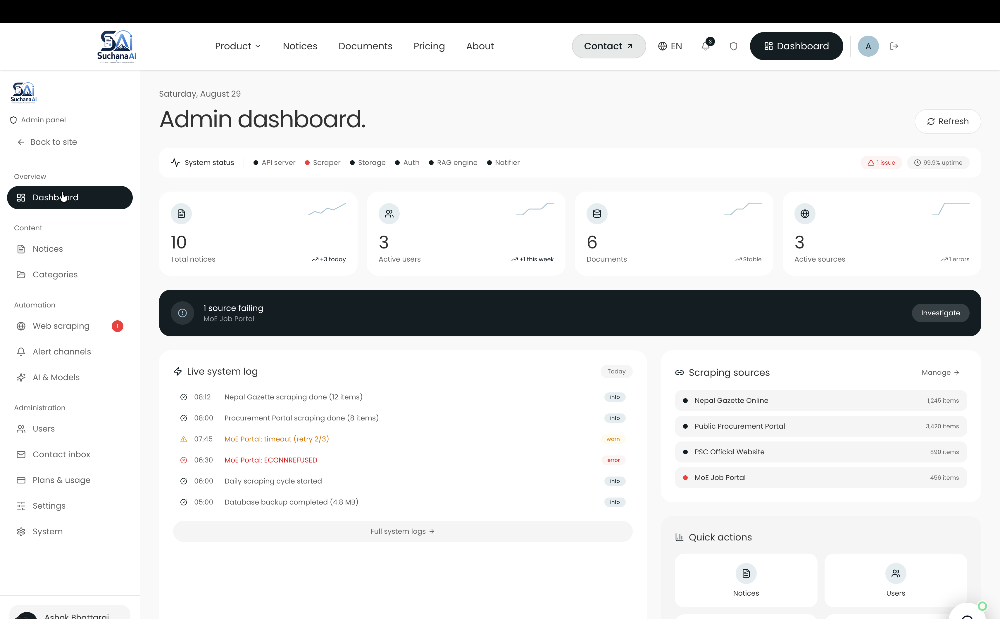 SAi
SuchanaAI
Product
Notices
Documents
Pricing
About
Contact
EN
3
Dashboard
A
SAi
SuchanaAI
Admin panel
Back to site
Overview
Dashboard
Content
Notices
Categories
Automation
Web scraping
1
Alert channels
AI & Models
Administration
Users
Contact inbox
Plans & usage
Settings
System
Ashok Bhattarai
Saturday, August 29
Admin dashboard.
Refresh
System status
API server
Scraper
Storage
Auth
RAG engine
Notifier
1 issue
99.9% uptime
10
Total notices
+3 today
3
Active users
+1 this week
6
Documents
Stable
3
Active sources
1 errors
1 source failing
MoE Job Portal
Investigate
Live system log
Today
08:12 Nepal Gazette scraping done (12 items) info
08:00 Procurement Portal scraping done (8 items) info
07:45 MoE Portal: timeout (retry 2/3) warn
06:30 MoE Portal: ECONNREFUSED error
06:00 Daily scraping cycle started info
05:00 Database backup completed (4.8 MB) info
Full system logs
Scraping sources
Manage
Nepal Gazette Online 1,245 items
Public Procurement Portal 3,420 items
PSC Official Website 890 items
MoE Job Portal 456 items
Quick actions
Notices
Users